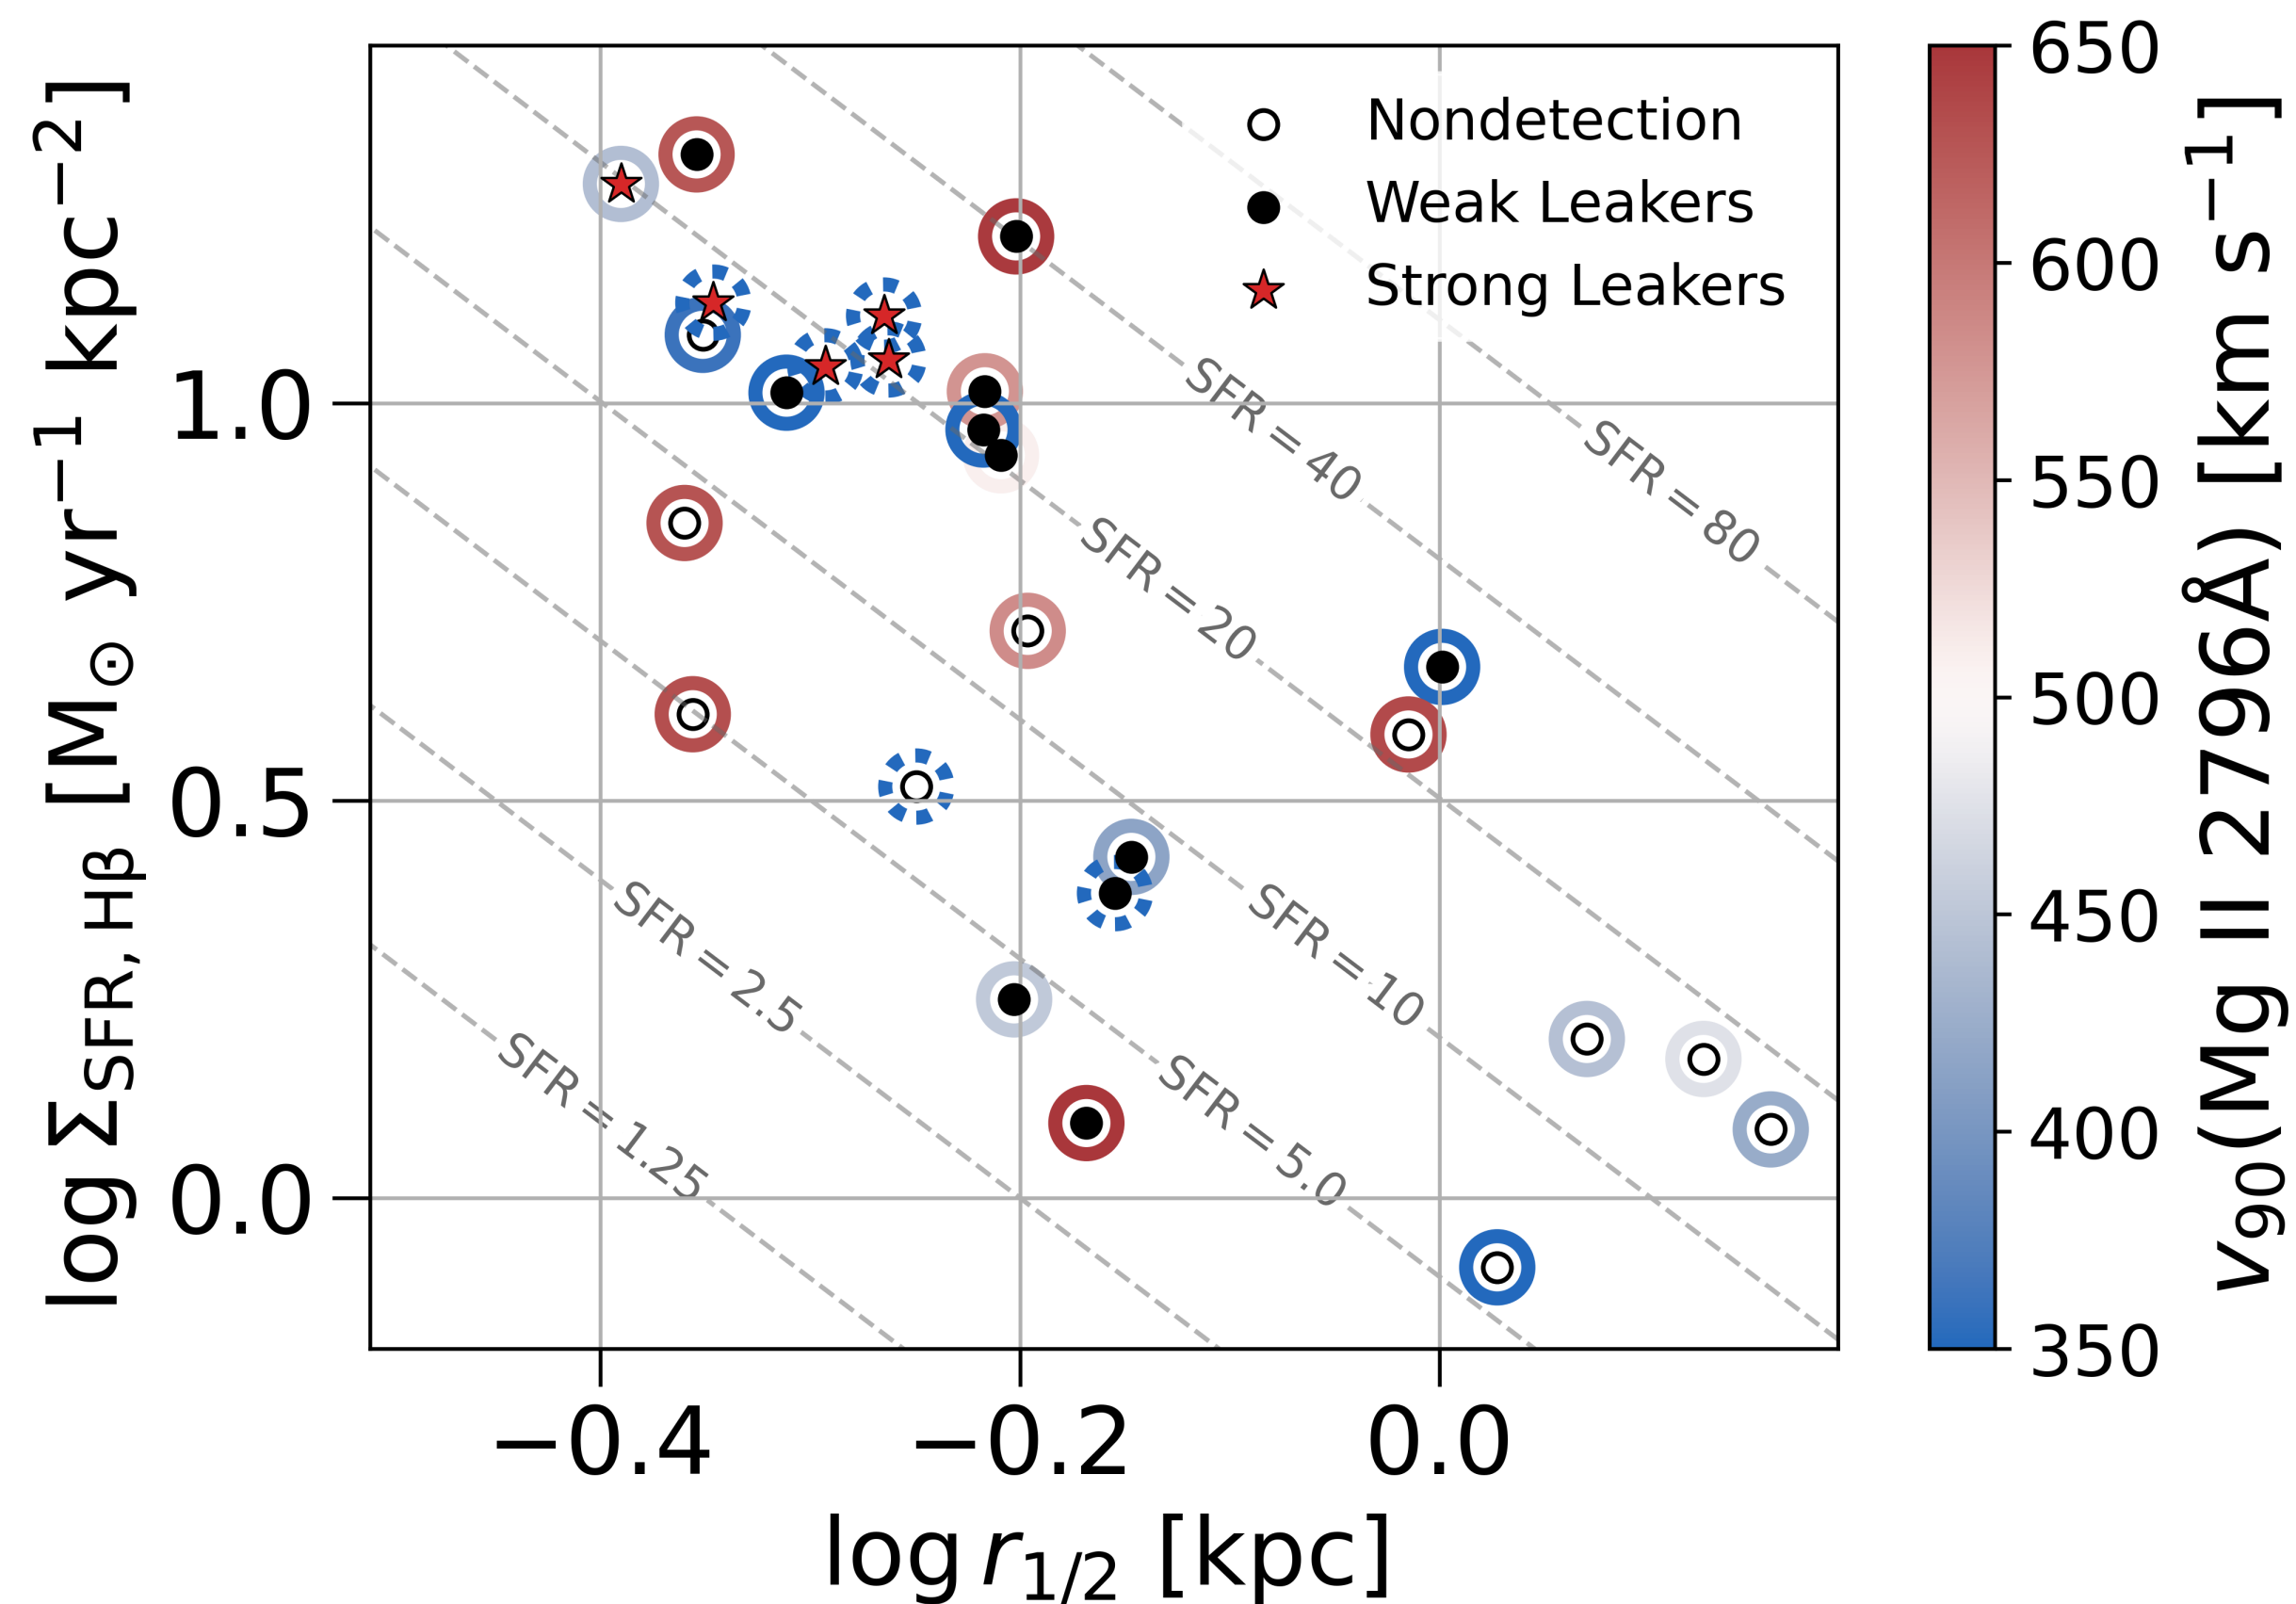 log Σ_SFR, Hβ [M⊙ yr⁻¹ kpc⁻²]
1.0
0.5
0.0
Nondetection
Weak Leakers
Strong Leakers
SFR = 40
SFR = 80
SFR = 20
SFR = 2.5
SFR = 10
SFR = 1.25
SFR = 5.0
−0.4
−0.2
0.0
log r₁/₂ [kpc]
650
600
550
500
450
400
350
v₉₀(Mg II 2796Å) [km s⁻¹]